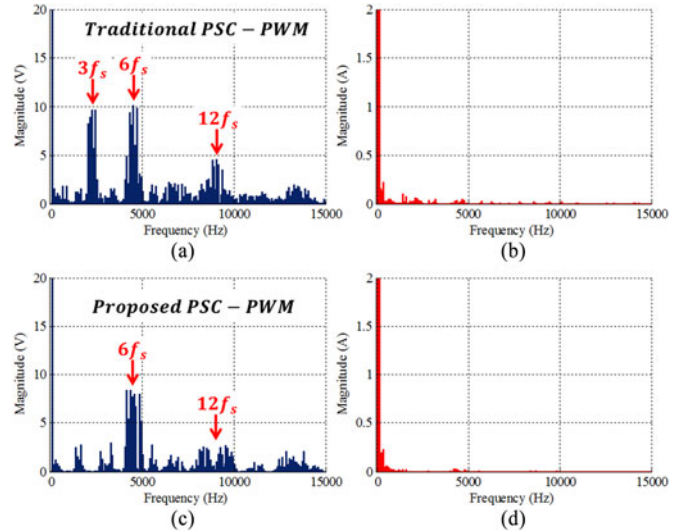 Traditional PSC − PWM
3fₛ
6fₛ
12fₛ
Magnitude (V)
20
15
10
5
0
0
5000
10000
15000
Frequency (Hz)
(a)
Magnitude (A)
2
1.5
1
0.5
0
0
5000
10000
15000
Frequency (Hz)
(b)
Proposed PSC − PWM
6fₛ
12fₛ
Magnitude (V)
20
15
10
5
0
0
5000
10000
15000
Frequency (Hz)
(c)
Magnitude (A)
2
1.5
1
0.5
0
0
5000
10000
15000
Frequency (Hz)
(d)